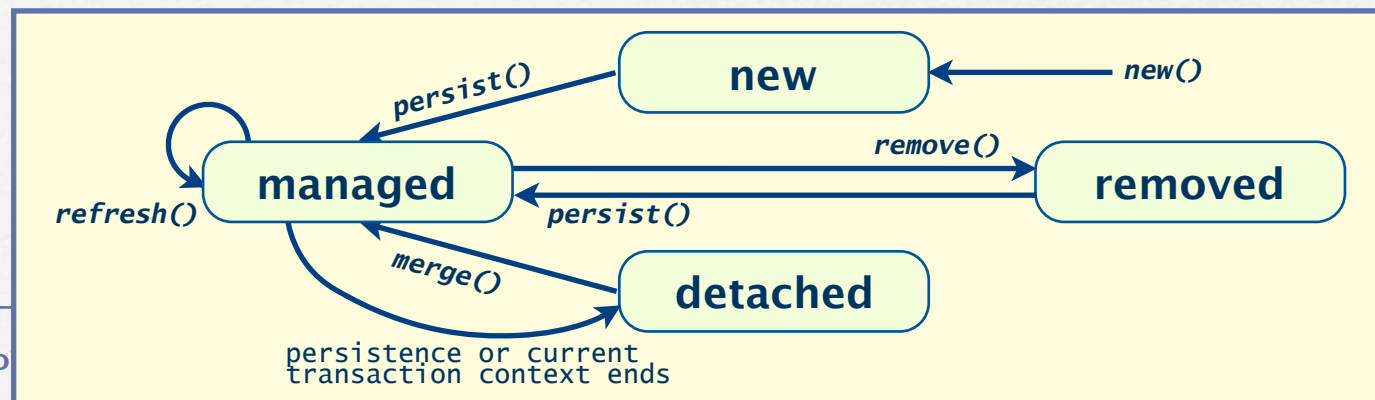 new
new()
persist()
remove()
managed
removed
refresh()
persist()
merge()
detached
persistence or current
transaction context ends